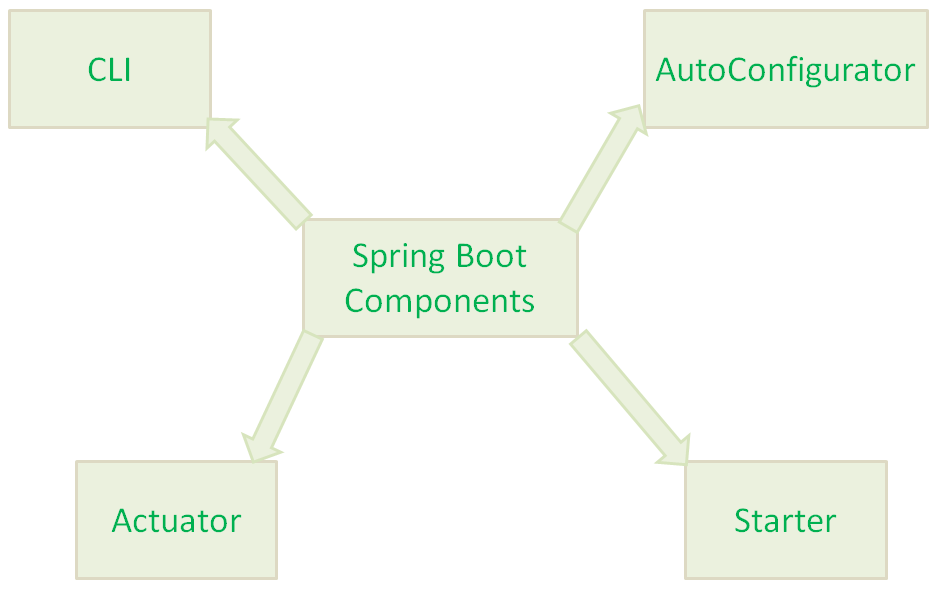 CLI
AutoConfigurator
Spring Boot
Components
Actuator
Starter